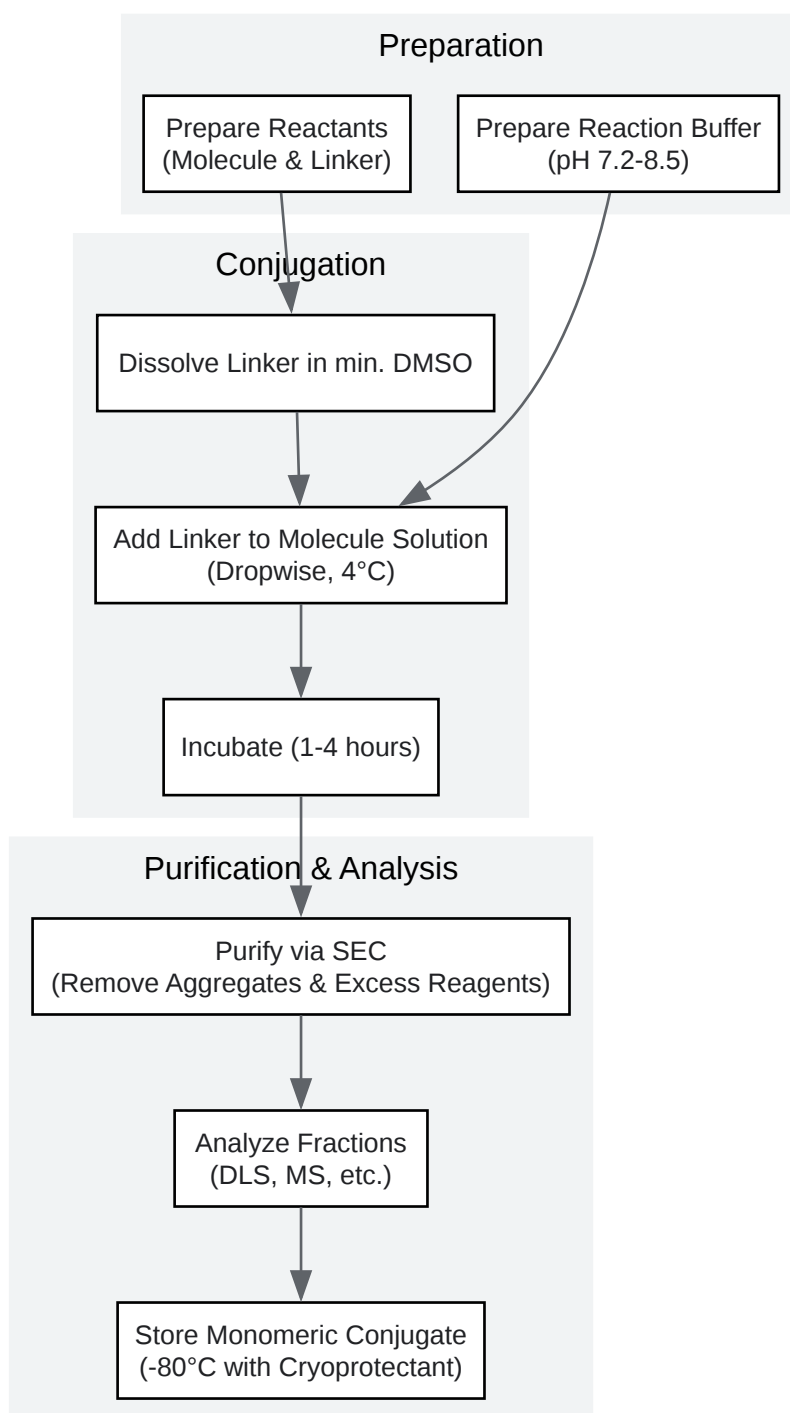 Preparation
Prepare Reactants
(Molecule & Linker)
Prepare Reaction Buffer
(pH 7.2-8.5)
Conjugation
Dissolve Linker in min. DMSO
Add Linker to Molecule Solution
(Dropwise, 4°C)
Incubate (1-4 hours)
Purification & Analysis
Purify via SEC
(Remove Aggregates & Excess Reagents)
Analyze Fractions
(DLS, MS, etc.)
Store Monomeric Conjugate
(-80°C with Cryoprotectant)